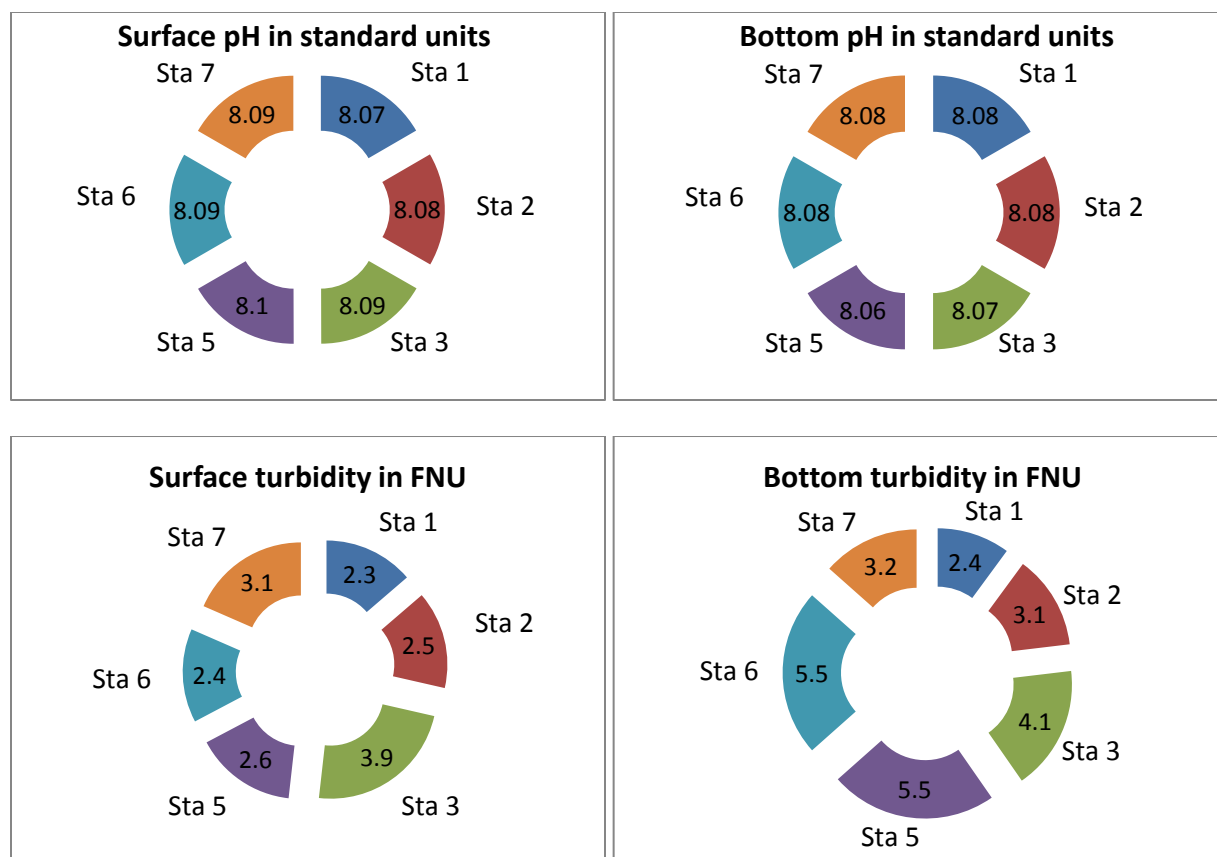 Surface pH in standard units
Sta 7
Sta 1
8.09
8.07
Sta 6
8.09
8.08
Sta 2
8.1
8.09
Sta 5
Sta 3
Bottom pH in standard units
Sta 7
Sta 1
8.08
8.08
Sta 6
8.08
8.08
Sta 2
8.06
8.07
Sta 5
Sta 3
Surface turbidity in FNU
Sta 7
Sta 1
3.1
2.3
Sta 2
2.5
Sta 6
2.4
2.6
3.9
Sta 5
Sta 3
Bottom turbidity in FNU
Sta 7
Sta 1
3.2
2.4
Sta 2
3.1
Sta 6
5.5
4.1
Sta 3
5.5
Sta 5